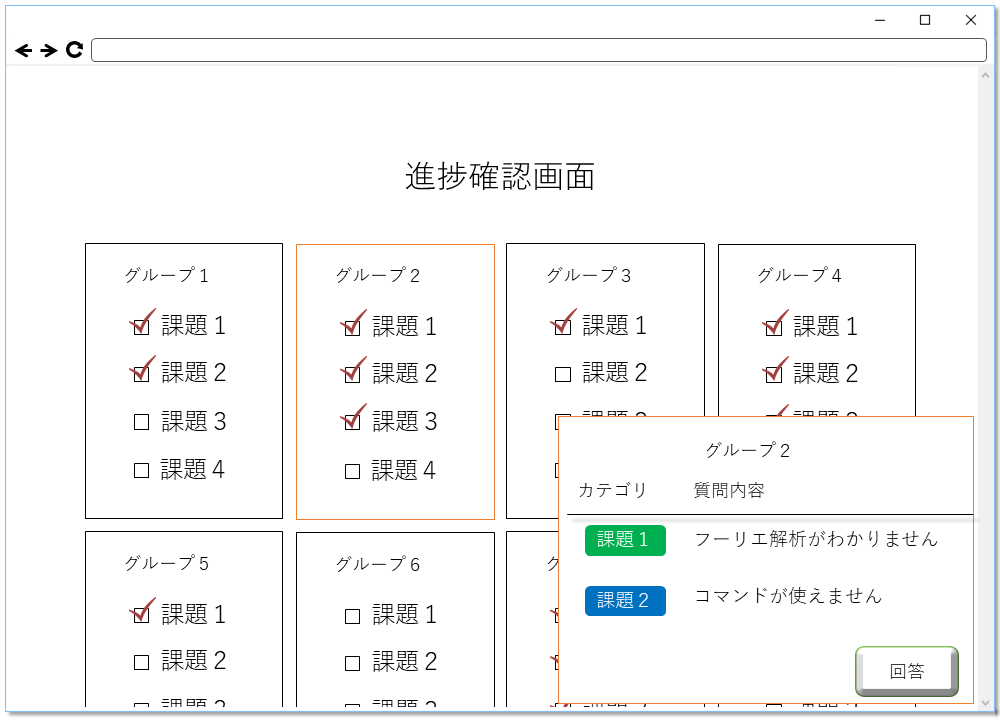 進捗確認画面
グループ1
課題1
課題2
課題3
課題4
グループ2
課題1
課題2
課題3
課題4
グループ3
課題1
課題2
グループ4
課題1
課題2
グループ5
課題1
課題2
グループ6
課題1
課題2
グループ2
カテゴリ 質問内容
課題1 フーリエ解析がわかりません
課題2 コマンドが使えません
回答